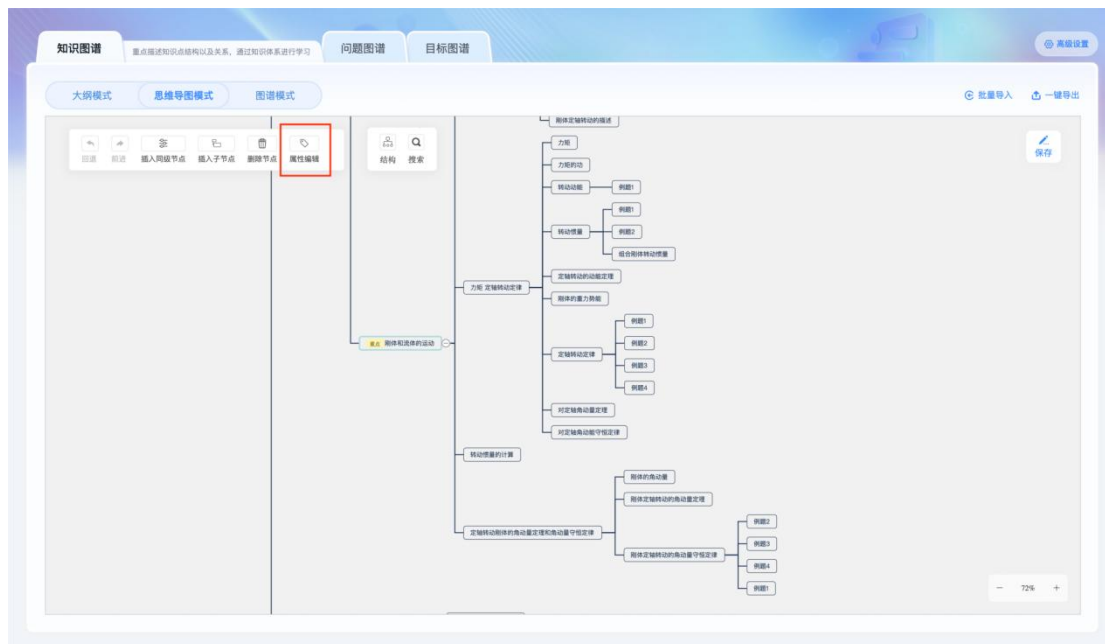 知识图谱
重点描述知识点结构以及关系，通过知识体系进行学习
问题图谱
目标图谱
高级设置
大纲模式
思维导图模式
图谱模式
批量导入
一键导出
回退
前进
插入同级节点
插入子节点
删除节点
属性编辑
结构
搜索
保存
刚体定轴转动的描述
力矩
力矩的功
转动动能
例题1
转动惯量
例题1
例题2
组合刚体转动惯量
力矩 定轴转动定律
定轴转动的动能定理
刚体的重力势能
定轴转动定律
例题1
例题2
例题3
例题4
重点 刚体和流体的运动
对定轴角动量定理
对定轴角动能守恒定律
转动惯量的计算
刚体的角动量
刚体定轴转动的角动量定理
定轴转动刚体的角动量定理和角动量守恒定律
刚体定轴转动的角动量守恒定律
例题2
例题3
例题4
例题1
72%